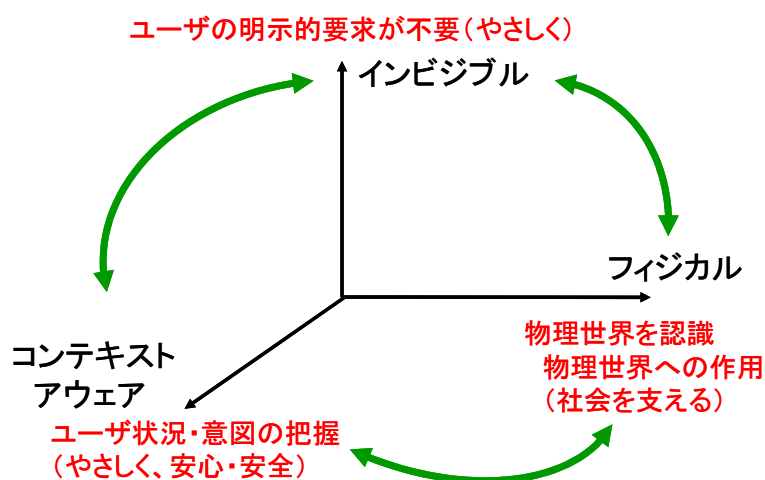 ユーザの明示的要求が不要(やさしく)
インビジブル
フィジカル
物理世界を認識
物理世界への作用
(社会を支える)
コンテキスト
アウェア
ユーザ状況・意図の把握
(やさしく、安心・安全)